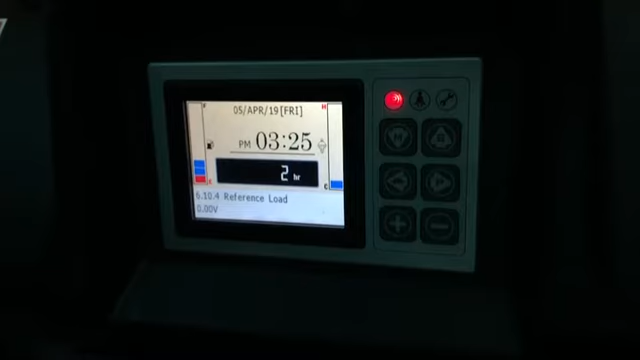 05/APR/19[FRI]
F
H
PM 03:25
2 hr
E
C
6.10.4 Reference Load
0.00V